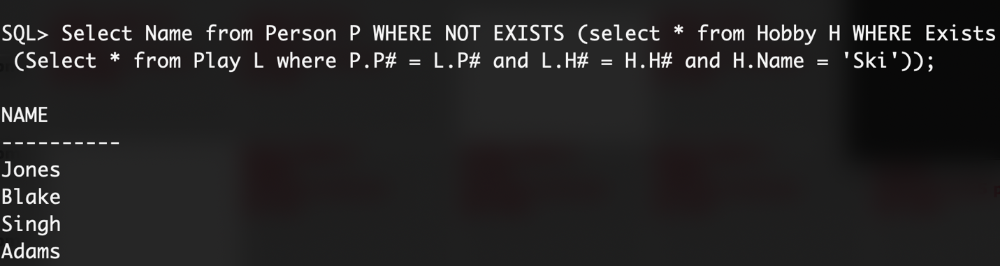 SQL> Select Name from Person P WHERE NOT EXISTS (select * from Hobby H WHERE Exists
(Select * from Play L where P.P# = L.P# and L.H# = H.H# and H.Name = 'Ski'));
NAME
----------
Jones
Blake
Singh
Adams